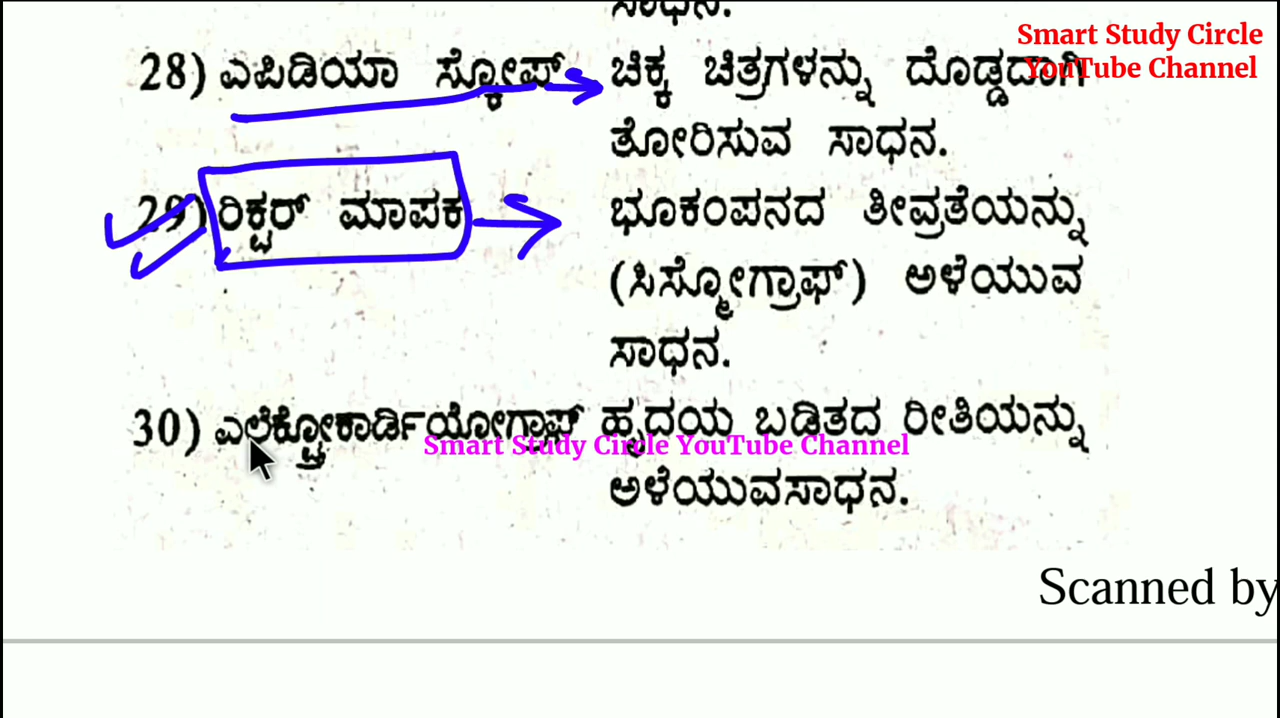 ಸಾಧನ.
Smart Study Circle
YouTube Channel
28) ಎಪಿಡಿಯಾ ಸ್ಕೋಪ್ ಚಿಕ್ಕ ಚಿತ್ರಗಳನ್ನು ದೊಡ್ಡದಾಗಿ
ತೋರಿಸುವ ಸಾಧನ.
29) ರಿಕ್ಟರ್ ಮಾಪಕ ಭೂಕಂಪನದ ತೀವ್ರತೆಯನ್ನು
(ಸಿಸ್ಮೋಗ್ರಾಫ್) ಅಳೆಯುವ
ಸಾಧನ.
30) ಎಲೆಕ್ಟ್ರೋಕಾರ್ಡಿಯೋಗ್ರಾಫ್ ಹೃದಯ ಬಡಿತದ ರೀತಿಯನ್ನು
Smart Study Circle YouTube Channel
ಅಳೆಯುವಸಾಧನ.
Scanned by